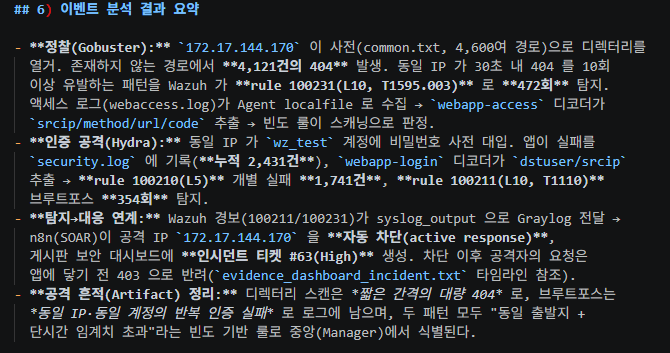 ## 6) 이벤트 분석 결과 요약
- **정찰(Gobuster):** `172.17.144.170` 이 사전(common.txt, 4,600여 경로)으로 디렉터리를
열거. 존재하지 않는 경로에서 **4,121건의 404** 발생. 동일 IP 가 30초 내 404 를 10회
이상 유발하는 패턴을 Wazuh 가 **rule 100231(L10, T1595.003)** 로 **472회** 탐지.
액세스 로그(webaccess.log)가 Agent localfile 로 수집 → `webapp-access` 디코더가
`srcip/method/url/code` 추출 → 빈도 룰이 스캐닝으로 판정.
- **인증 공격(Hydra):** 동일 IP 가 `wz_test` 계정에 비밀번호 사전 대입. 앱이 실패를
`security.log` 에 기록(**누적 2,431건**), `webapp-login` 디코더가 `dstuser/srcip`
추출 → **rule 100210(L5)** 개별 실패 **1,741건**, **rule 100211(L10, T1110)**
브루트포스 **354회** 탐지.
- **탐지→대응 연계:** Wazuh 경보(100211/100231)가 syslog_output 으로 Graylog 전달 →
n8n(SOAR)이 공격 IP `172.17.144.170` 을 **자동 차단(active response)**,
게시판 보안 대시보드에 **인시던트 티켓 #63(High)** 생성. 차단 이후 공격자의 요청은
앱에 닿기 전 403 으로 반려(`evidence_dashboard_incident.txt` 타임라인 참조).
- **공격 흔적(Artifact) 정리:** 디렉터리 스캔은 *짧은 간격의 대량 404* 로, 브루트포스는
*동일 IP·동일 계정의 반복 인증 실패* 로 로그에 남으며, 두 패턴 모두 "동일 출발지 +
단시간 임계치 초과"라는 빈도 기반 룰로 중앙(Manager)에서 식별된다.